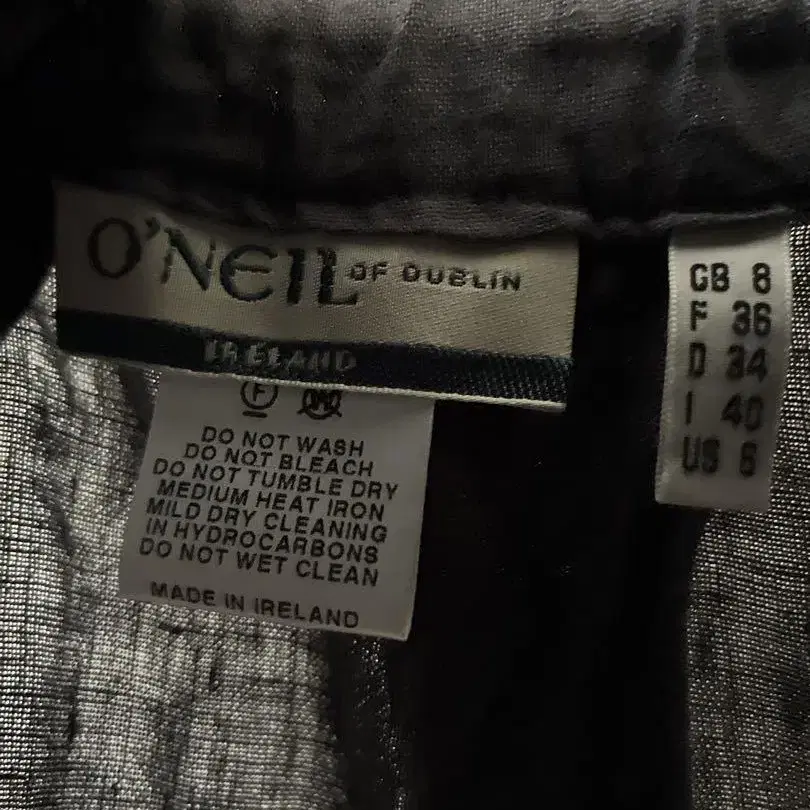 O'NEIL OF DUBLIN
IRELAND
F W
DO NOT WASH
DO NOT BLEACH
DO NOT TUMBLE DRY
MEDIUM HEAT IRON
MILD DRY CLEANING
IN HYDROCARBONS
DO NOT WET CLEAN
MADE IN IRELAND
GB 8
F 36
D 34
I 40
US 6